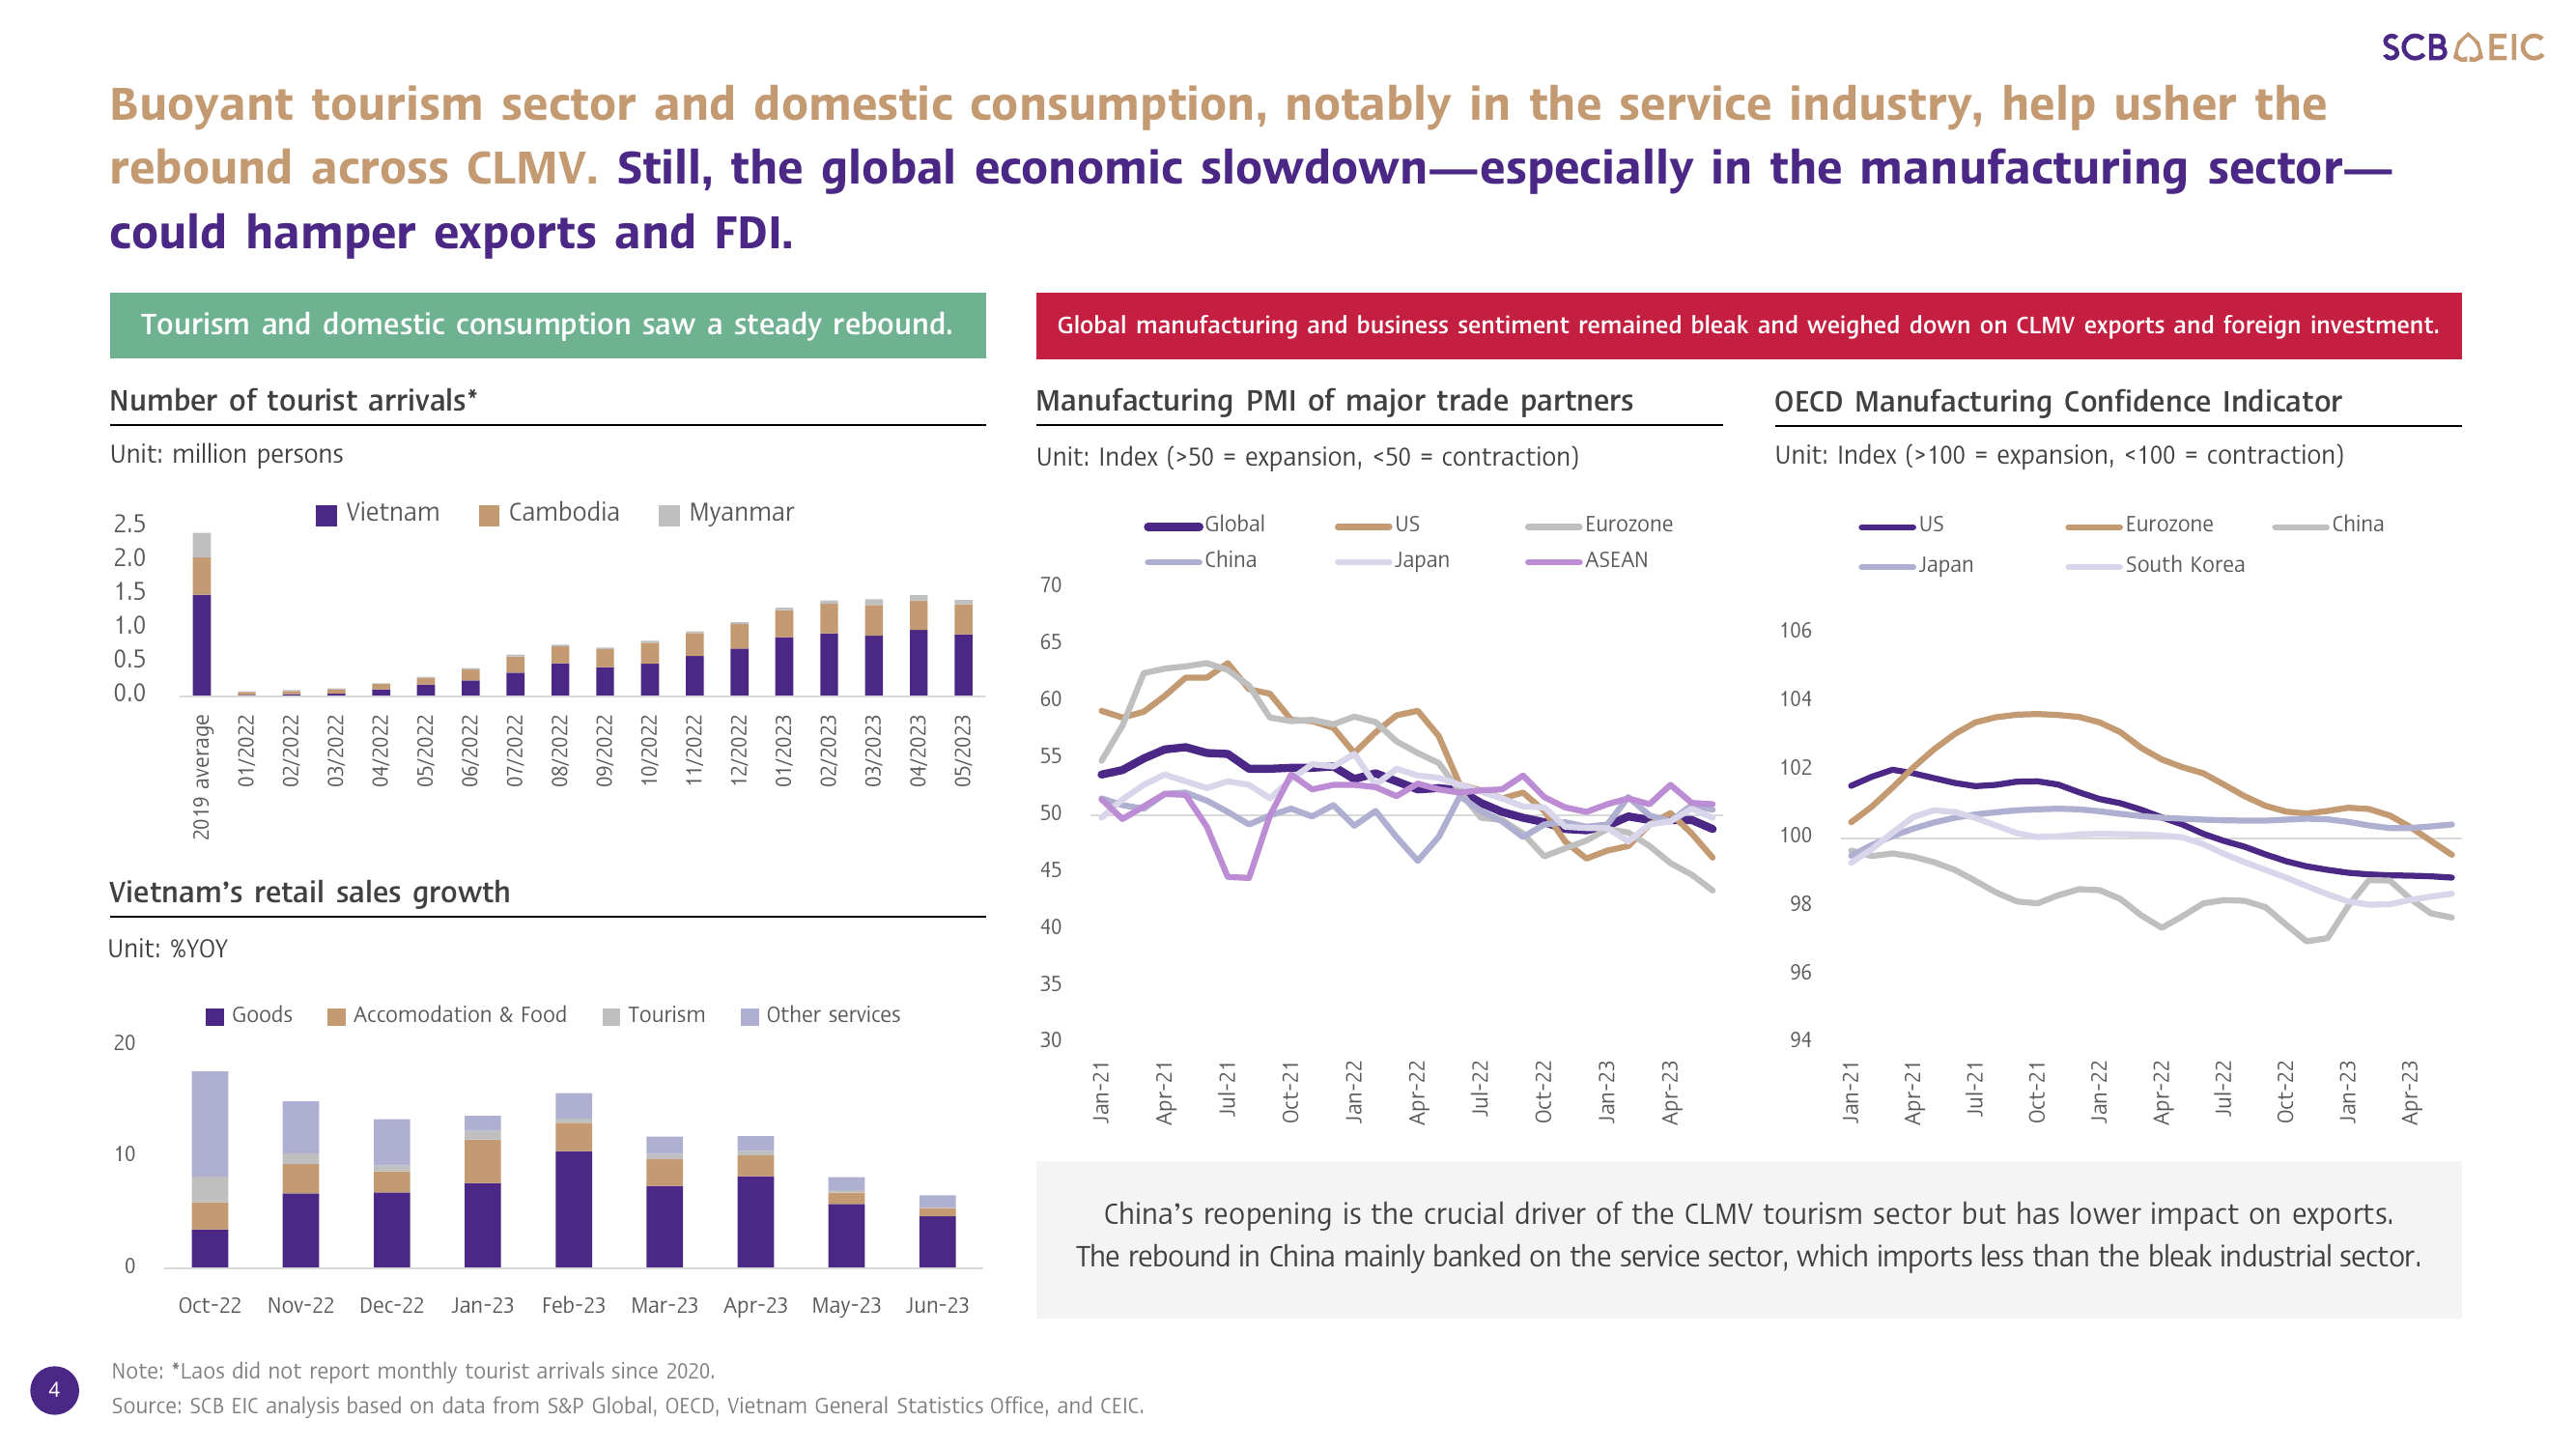 SCB EIC
Buoyant tourism sector and domestic consumption, notably in the service industry, help usher the
rebound across CLMV. Still, the global economic slowdown—especially in the manufacturing sector—
could hamper exports and FDI.
Tourism and domestic consumption saw a steady rebound.
Number of tourist arrivals*
Unit: million persons
Vietnam Cambodia Myanmar
2.5
2.0
1.5
1.0
0.5
0.0
2019 average 01/2022 02/2022 03/2022 04/2022 05/2022 06/2022 07/2022 08/2022 09/2022 10/2022 11/2022 12/2022 01/2023 02/2023 03/2023 04/2023 05/2023
Vietnam's retail sales growth
Unit: %YOY
Goods Accomodation & Food Tourism Other services
20
10
0
Oct-22 Nov-22 Dec-22 Jan-23 Feb-23 Mar-23 Apr-23 May-23 Jun-23
Global manufacturing and business sentiment remained bleak and weighed down on CLMV exports and foreign investment.
Manufacturing PMI of major trade partners
Unit: Index (>50 = expansion, <50 = contraction)
Global US Eurozone
China Japan ASEAN
70
65
60
55
50
45
40
35
30
Jan-21 Apr-21 Jul-21 Oct-21 Jan-22 Apr-22 Jul-22 Oct-22 Jan-23 Apr-23
OECD Manufacturing Confidence Indicator
Unit: Index (>100 = expansion, <100 = contraction)
US Eurozone China
Japan South Korea
106
104
102
100
98
96
94
Jan-21 Apr-21 Jul-21 Oct-21 Jan-22 Apr-22 Jul-22 Oct-22 Jan-23 Apr-23
China's reopening is the crucial driver of the CLMV tourism sector but has lower impact on exports.
The rebound in China mainly banked on the service sector, which imports less than the bleak industrial sector.
4
Note: *Laos did not report monthly tourist arrivals since 2020.
Source: SCB EIC analysis based on data from S&P Global, OECD, Vietnam General Statistics Office, and CEIC.